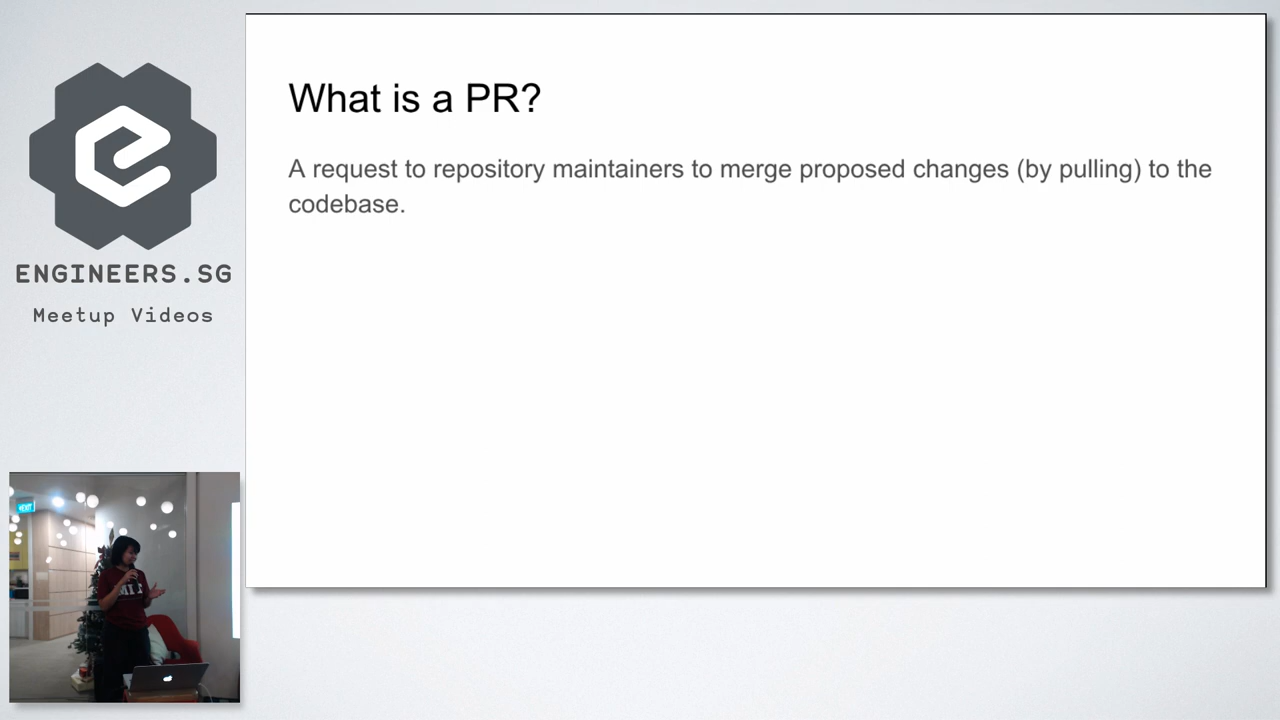 ENGINEERS.SG
Meetup Videos
What is a PR?
A request to repository maintainers to merge proposed changes (by pulling) to the
codebase.
EXIT